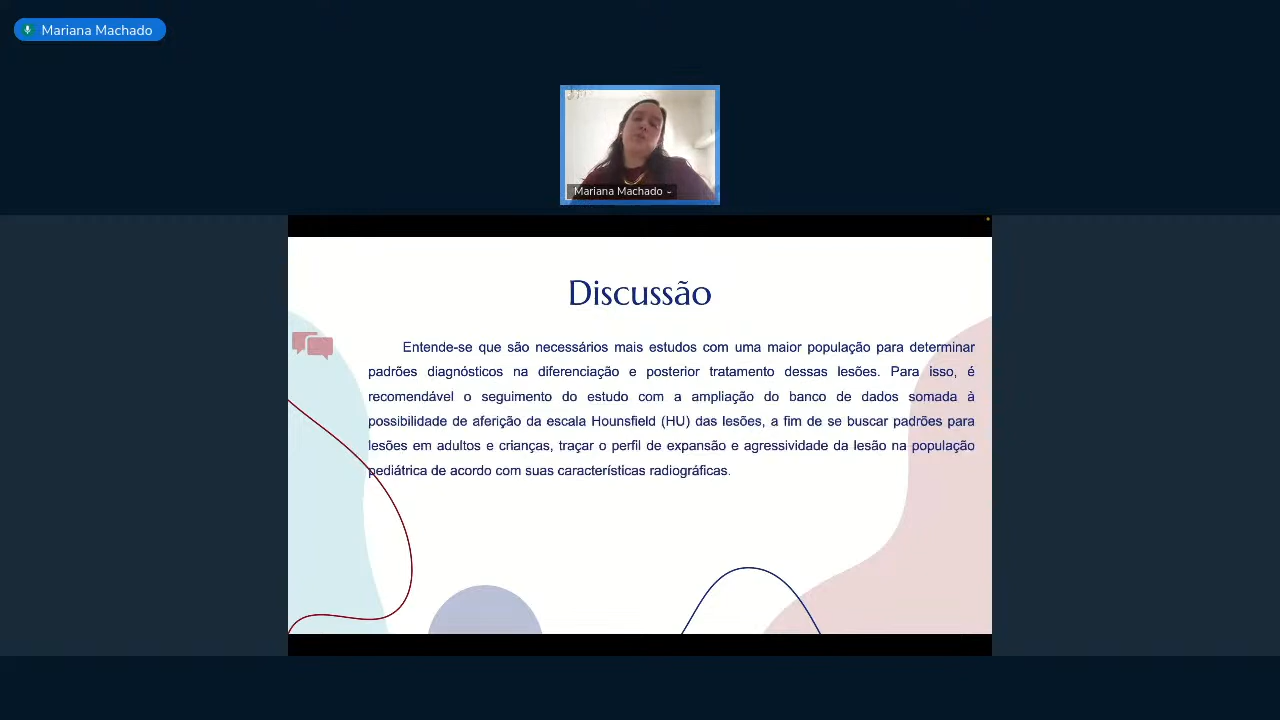 Mariana Machado
Mariana Machado
Discussão
Entende-se que são necessários mais estudos com uma maior população para determinar
padrões diagnósticos na diferenciação e posterior tratamento dessas lesões. Para isso, é
recomendável o seguimento do estudo com a ampliação do banco de dados somada à
possibilidade de aferição da escala Hounsfield (HU) das lesões, a fim de se buscar padrões para
lesões em adultos e crianças, traçar o perfil de expansão e agressividade da lesão na população
pediátrica de acordo com suas características radiográficas.